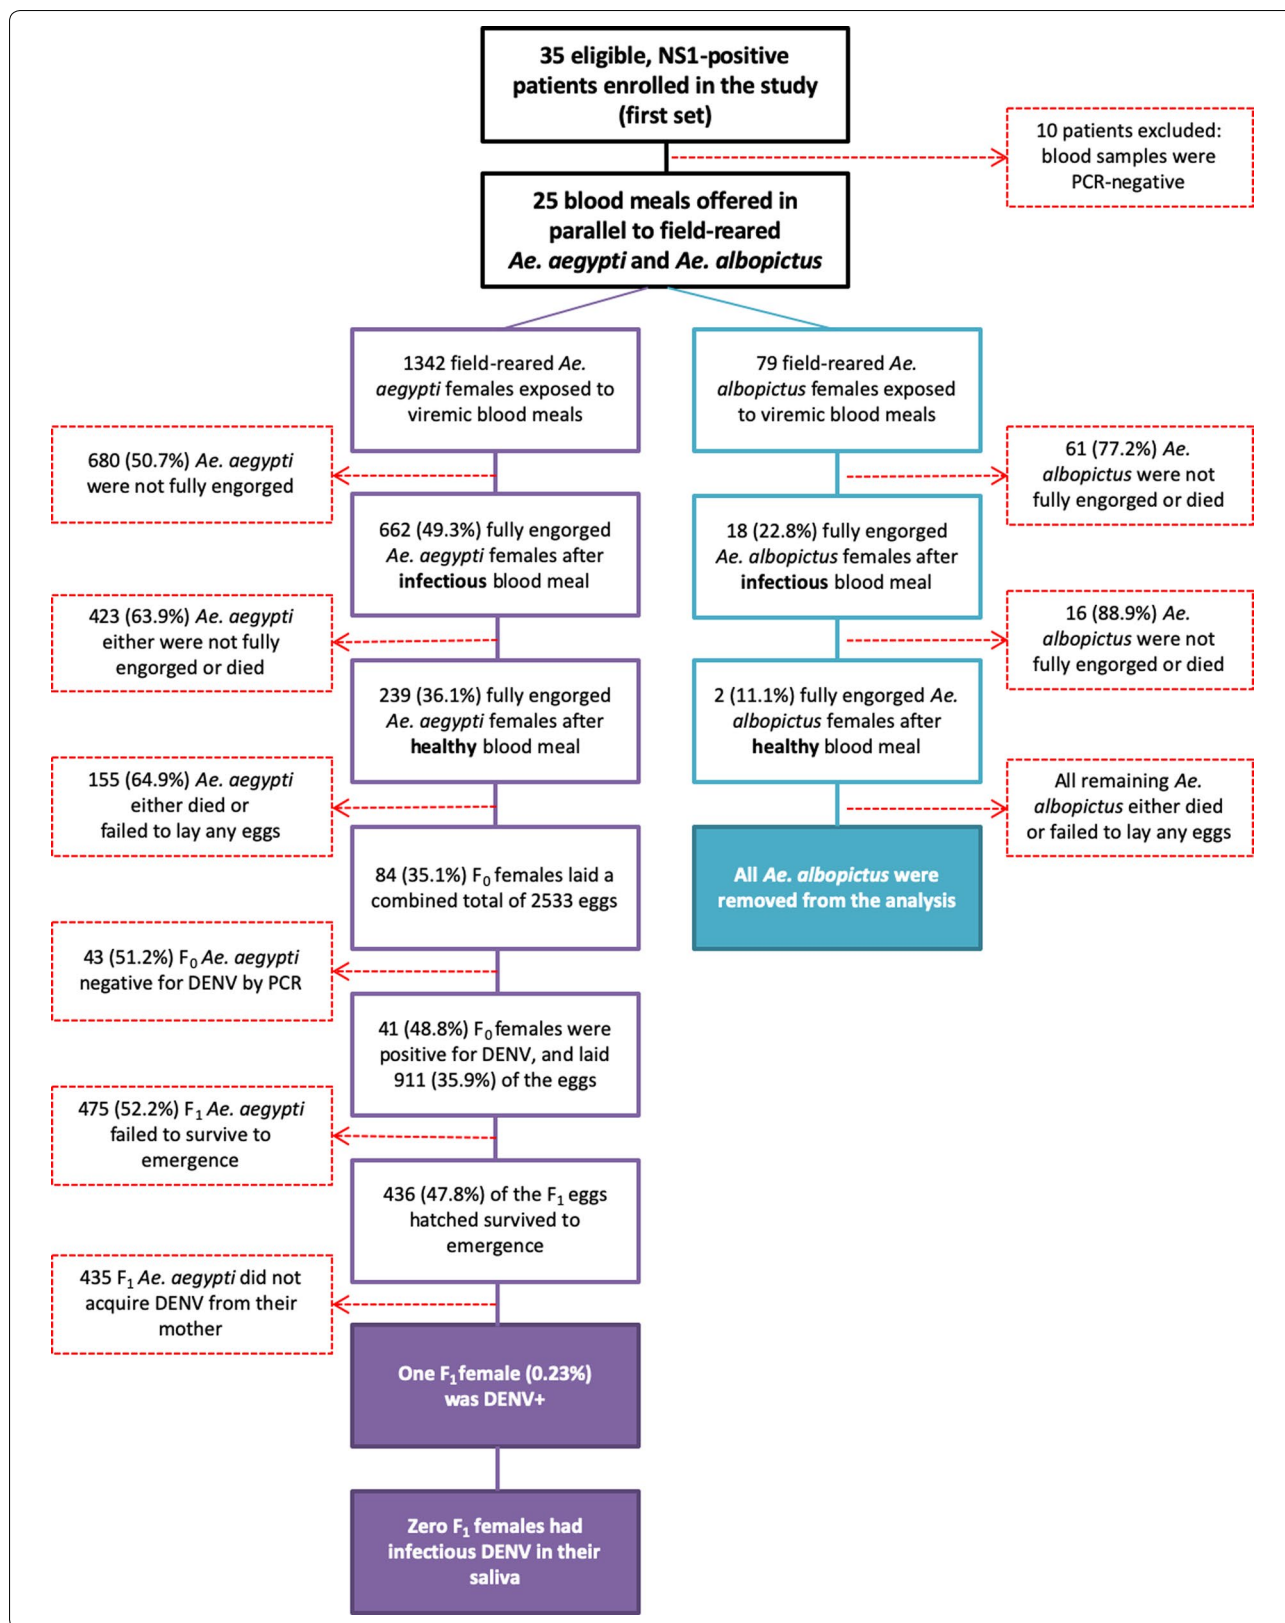 35 eligible, NS1-positive
patients enrolled in the study
(first set)
10 patients excluded:
blood samples were
PCR-negative
25 blood meals offered in
parallel to field-reared
Ae. aegypti and Ae. albopictus
1342 field-reared Ae.
aegypti females exposed to
viremic blood meals
79 field-reared Ae.
albopictus females exposed
to viremic blood meals
680 (50.7%) Ae. aegypti
were not fully engorged
61 (77.2%) Ae.
albopictus were not
fully engorged or died
662 (49.3%) fully engorged
Ae. aegypti females after
infectious blood meal
18 (22.8%) fully engorged
Ae. albopictus females after
infectious blood meal
423 (63.9%) Ae. aegypti
either were not fully
engorged or died
16 (88.9%) Ae.
albopictus were not
fully engorged or died
239 (36.1%) fully engorged
Ae. aegypti females after
healthy blood meal
2 (11.1%) fully engorged Ae.
albopictus females after
healthy blood meal
155 (64.9%) Ae. aegypti
either died or
failed to lay any eggs
All remaining Ae.
albopictus either died
or failed to lay any eggs
84 (35.1%) F₀ females laid a
combined total of 2533 eggs
All Ae. albopictus were
removed from the analysis
43 (51.2%) F₀ Ae. aegypti
negative for DENV by PCR
41 (48.8%) F₀ females were
positive for DENV, and laid
911 (35.9%) of the eggs
475 (52.2%) F₁ Ae. aegypti
failed to survive to
emergence
436 (47.8%) of the F₁ eggs
hatched survived to
emergence
435 F₁ Ae. aegypti did not
acquire DENV from their
mother
One F₁ female (0.23%)
was DENV+
Zero F₁ females had
infectious DENV in their
saliva